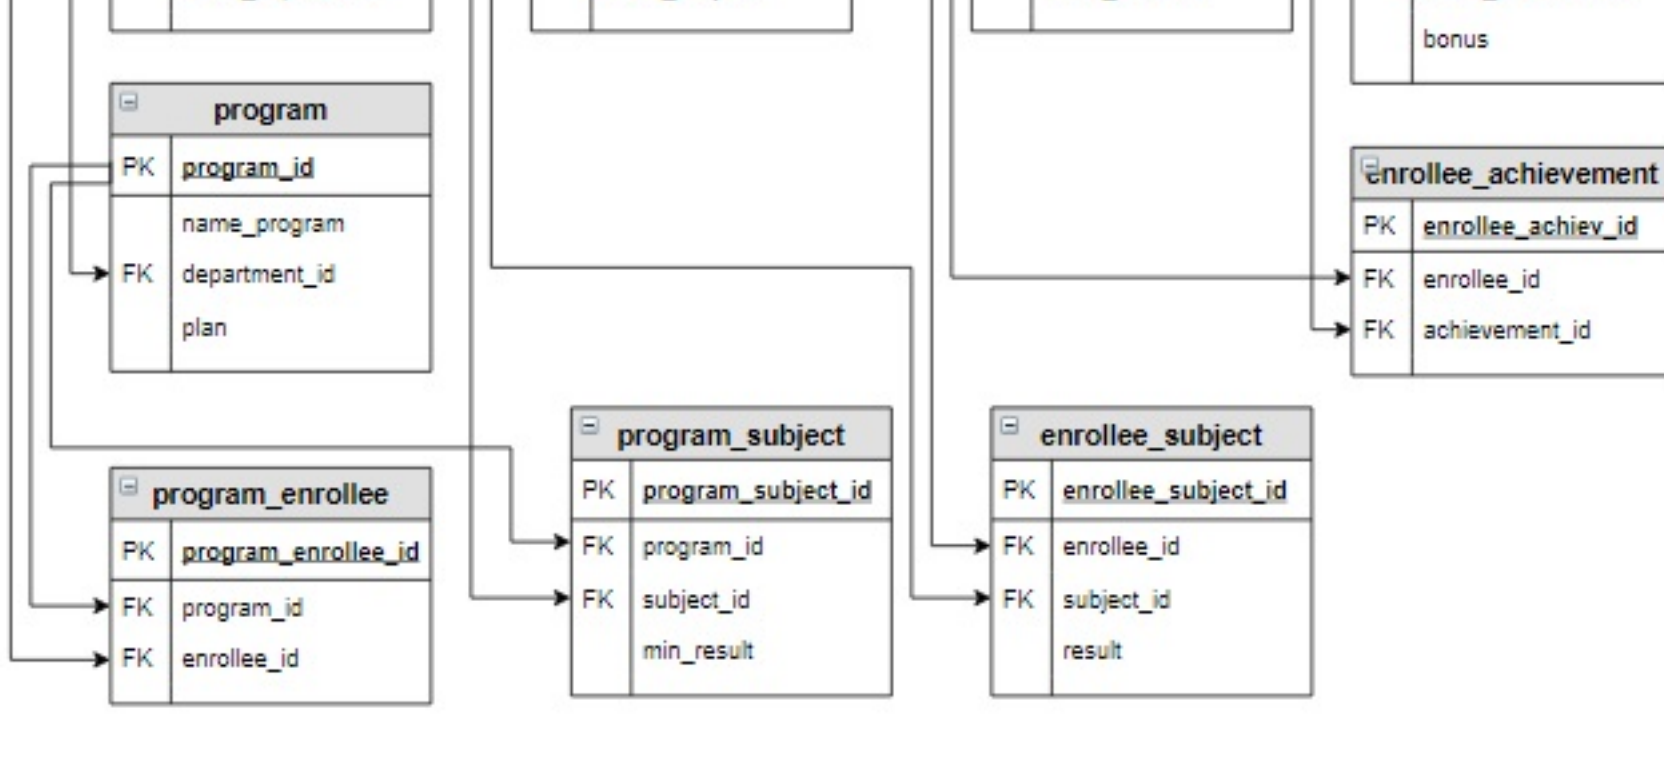 bonus
program
PK program_id
name_program
FK department_id
plan
enrollee_achievement
PK enrollee_achiev_id
FK enrollee_id
FK achievement_id
program_enrollee
PK program_enrollee_id
FK program_id
FK enrollee_id
program_subject
PK program_subject_id
FK program_id
FK subject_id
min_result
enrollee_subject
PK enrollee_subject_id
FK enrollee_id
FK subject_id
result